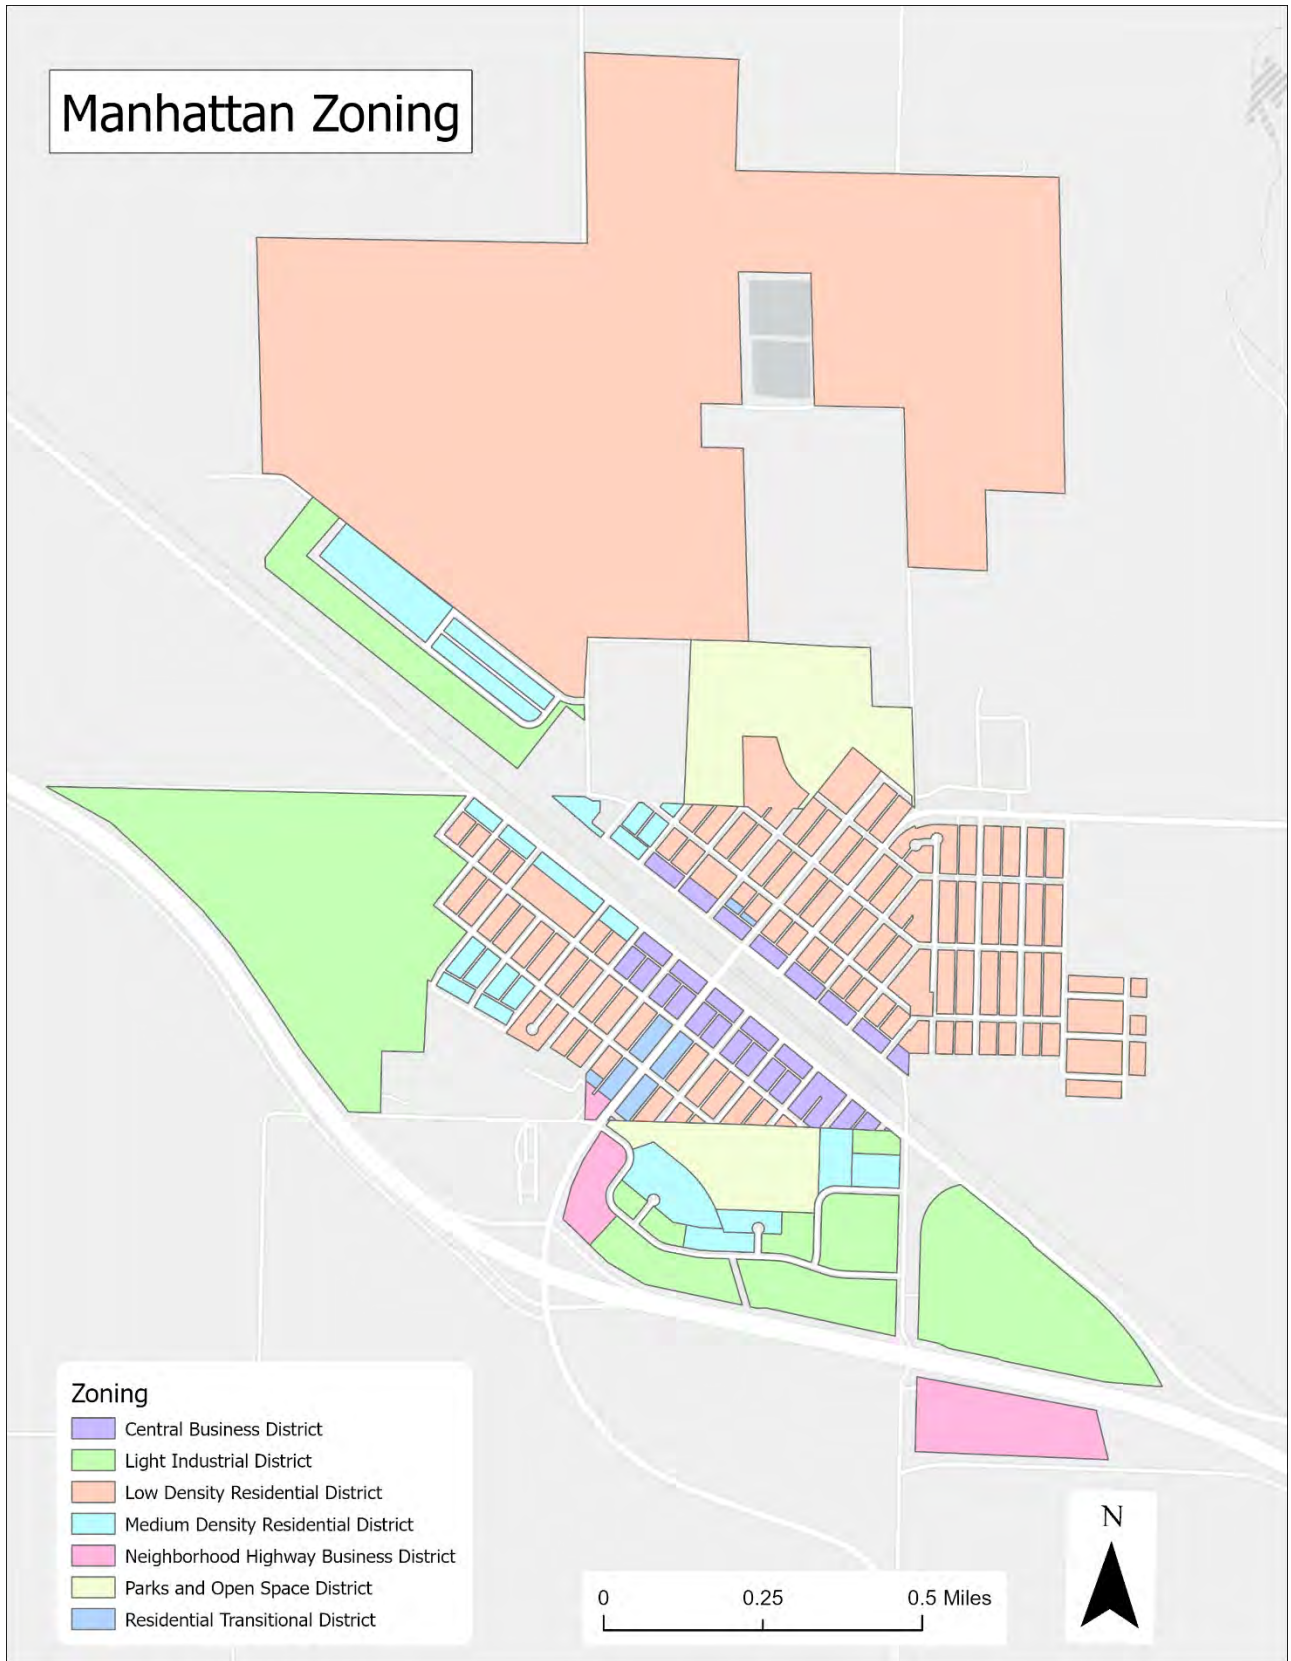 Manhattan Zoning
Zoning
Central Business District
Light Industrial District
Low Density Residential District
Medium Density Residential District
Neighborhood Highway Business District
Parks and Open Space District
Residential Transitional District
0 0.25 0.5 Miles
N